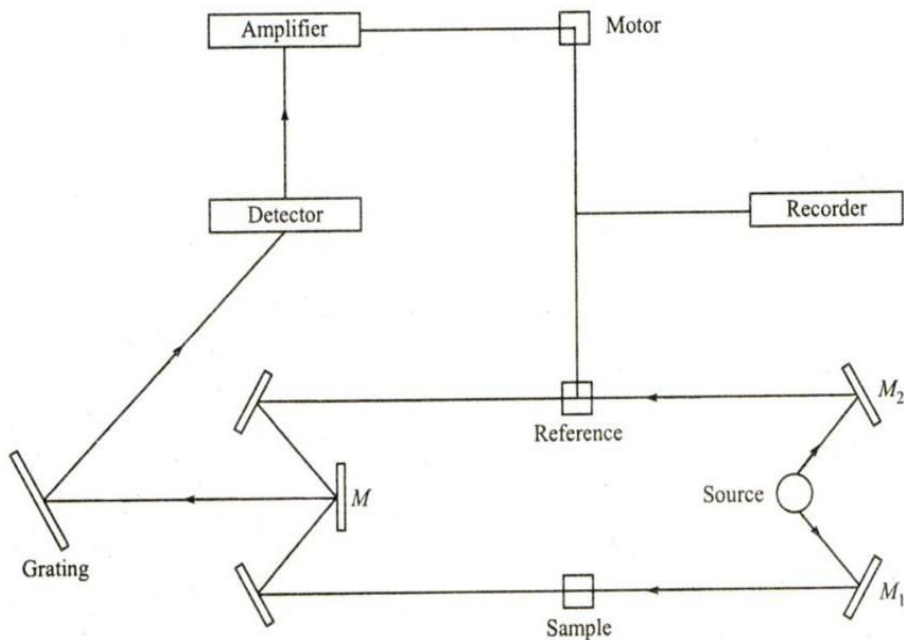 Amplifier
Motor
Detector
Recorder
M₂
Reference
Source
M
Grating
M₁
Sample